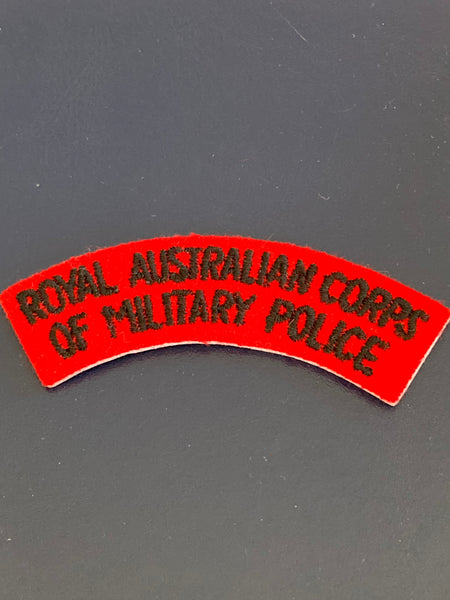 ROYAL AUSTRALIAN CORPS
OF MILITARY POLICE